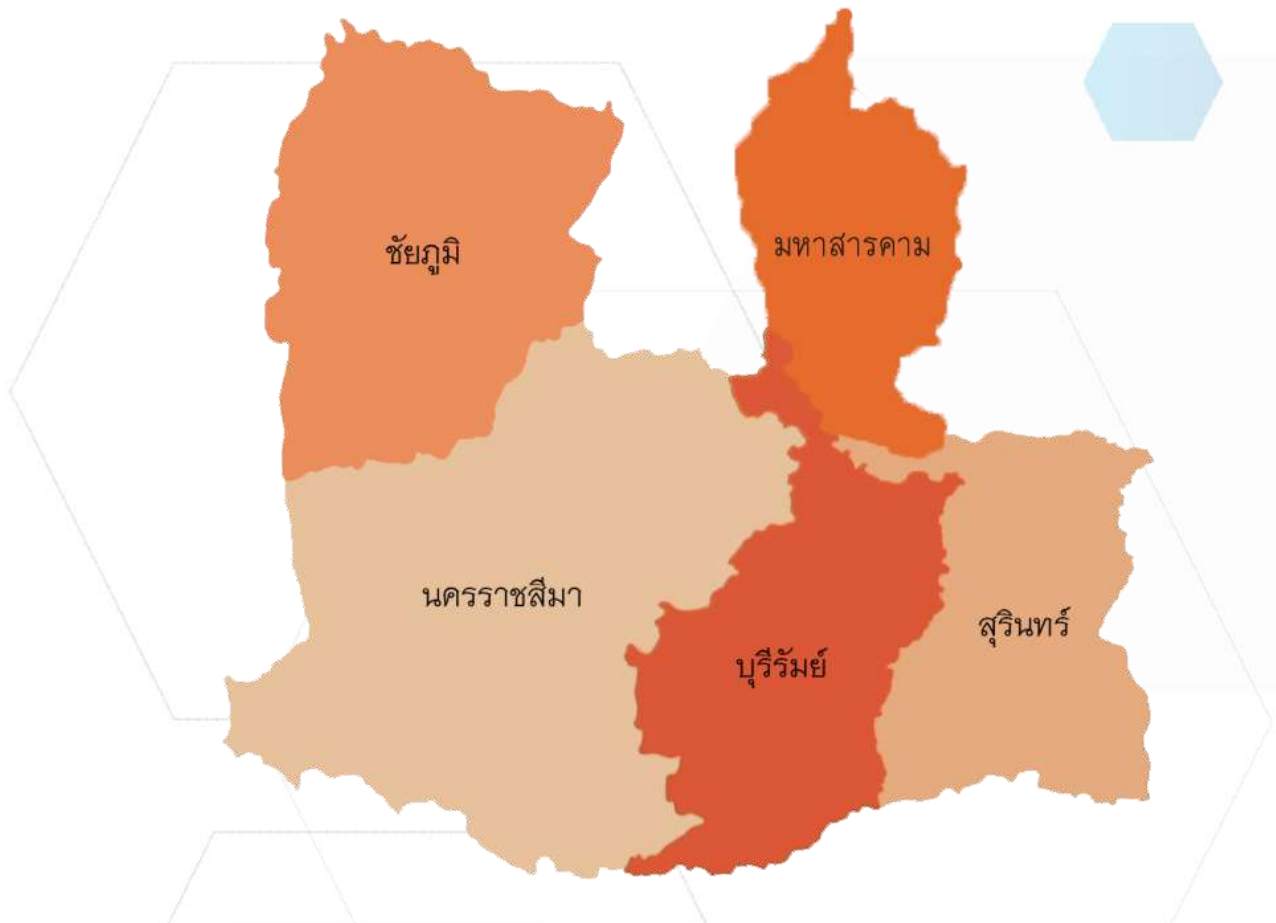 ชัยภูมิ
มหาสารคาม
นครราชสีมา
สุรินทร์
บุรีรัมย์